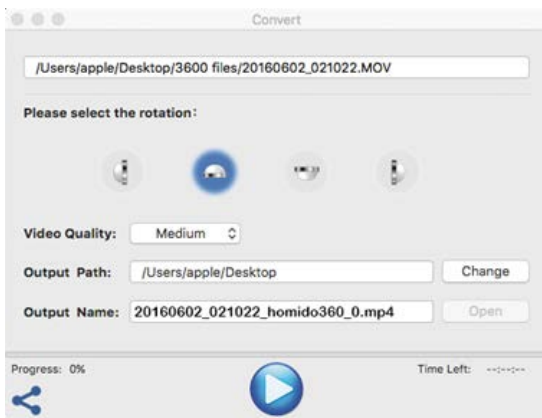 Convert
/Users/apple/Desktop/3600 files/20160602_021022.MOV
Please select the rotation:
Video Quality: Medium
Output Path: /Users/apple/Desktop Change
Output Name: 20160602_021022_homido360_0.mp4 Open
Progress: 0% Time Left: --:--:--